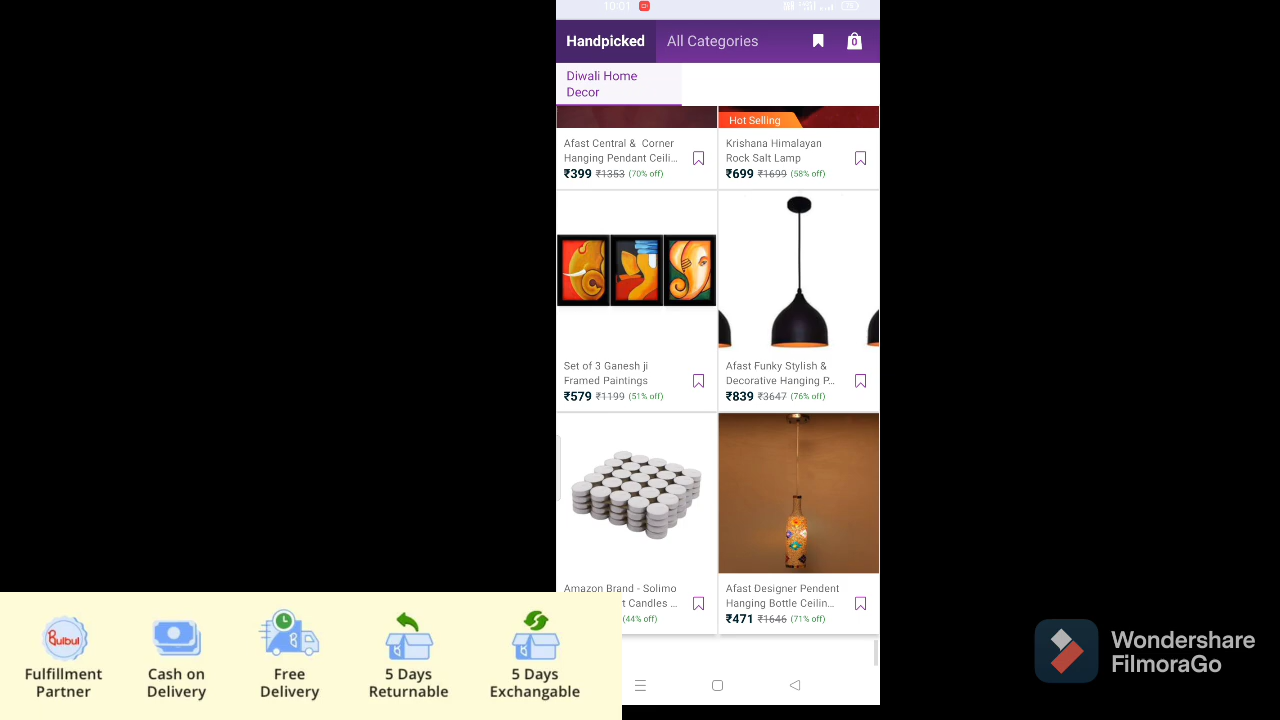 10:01
Handpicked All Categories 0
Diwali Home
Decor
Hot Selling
Afast Central & Corner
Hanging Pendant Ceili...
₹399 ₹1353 (70% off)
Krishana Himalayan
Rock Salt Lamp
₹699 ₹1699 (58% off)
Set of 3 Ganesh ji
Framed Paintings
₹579 ₹1199 (51% off)
Afast Funky Stylish &
Decorative Hanging P...
₹839 ₹3647 (76% off)
Amazon Brand - Solimo
t Candles ...
(44% off)
Afast Designer Pendent
Hanging Bottle Ceilin...
₹471 ₹1646 (71% off)
Bulbul
Fulfillment
Partner
Cash on
Delivery
Free
Delivery
5 Days
Returnable
5 Days
Exchangable
Wondershare
FilmoraGo